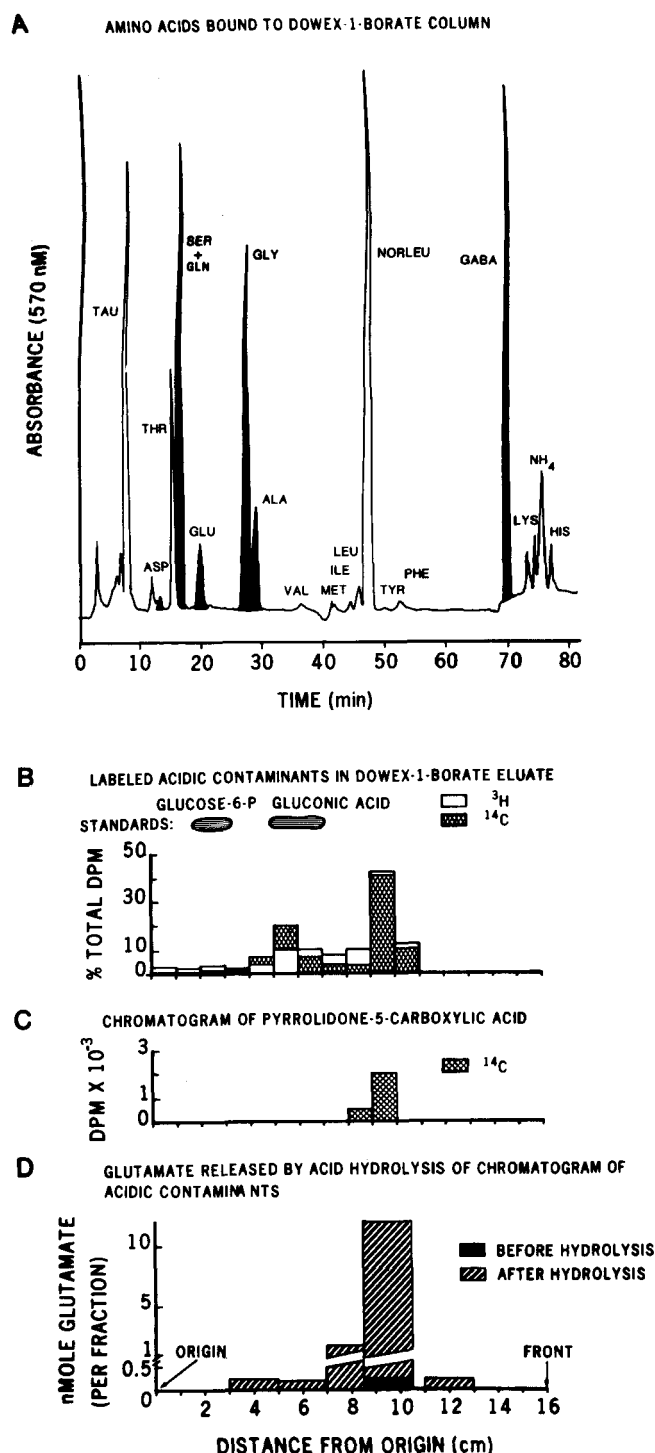 A AMINO ACIDS BOUND TO DOWEX-1-BORATE COLUMN
ABSORBANCE (570 nM)
TAU
THR
ASP
SER
+
GLN
GLU
GLY
ALA
VAL
MET
ILE
LEU
NORLEU
TYR
PHE
GABA
LYS
NH4
HIS
0 10 20 30 40 50 60 70 80
TIME (min)
B LABELED ACIDIC CONTAMINANTS IN DOWEX-1-BORATE ELUATE
GLUCOSE-6-P GLUCONIC ACID
STANDARDS:
3H
14C
% TOTAL DPM
50
30
10
0
C CHROMATOGRAM OF PYRROLIDONE-5-CARBOXYLIC ACID
DPM X 10-3
3
1
0
14C
D GLUTAMATE RELEASED BY ACID HYDROLYSIS OF CHROMATOGRAM OF
ACIDIC CONTAMINANTS
nMOLE GLUTAMATE
(PER FRACTION)
10
5
1
0.5
0
BEFORE HYDROLYSIS
AFTER HYDROLYSIS
ORIGIN
FRONT
2 4 6 8 10 12 14 16
DISTANCE FROM ORIGIN (cm)